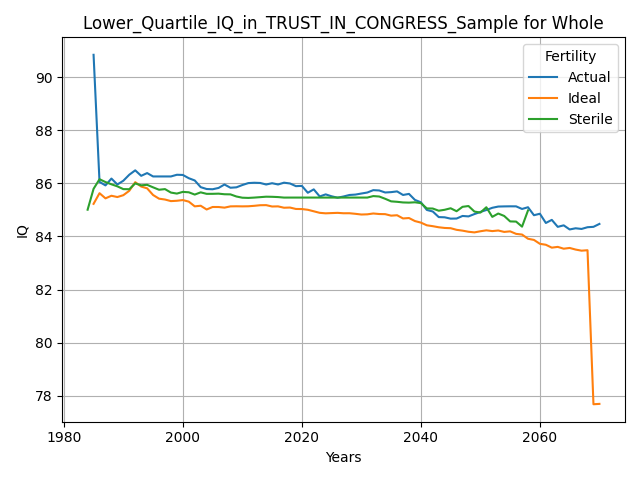 Lower_Quartile_IQ_in_TRUST_IN_CONGRESS_Sample for Whole
Fertility
Actual
Ideal
Sterile
IQ
90
88
86
84
82
80
78
1980
2000
2020
2040
2060
Years